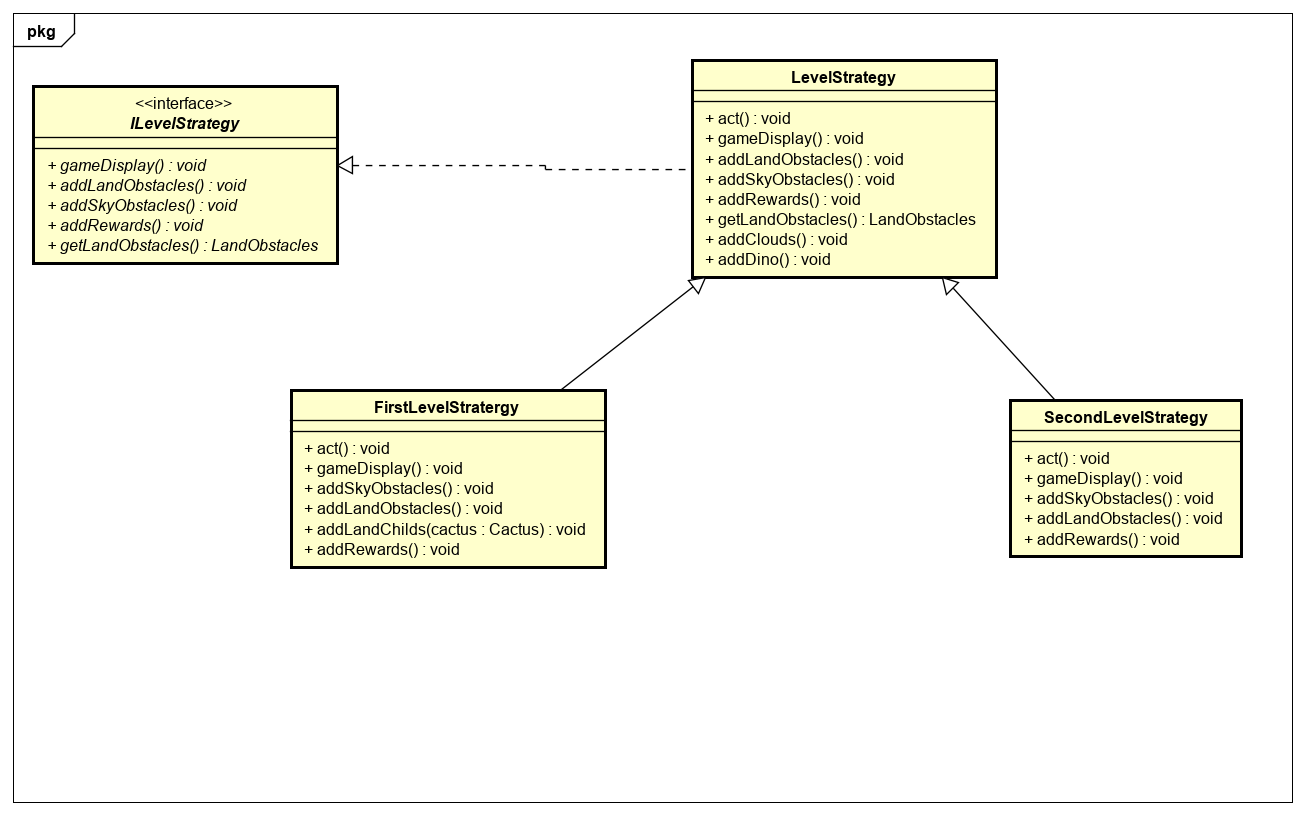 pkg
<<interface>>
ILevelStrategy
+ gameDisplay() : void
+ addLandObstacles() : void
+ addSkyObstacles() : void
+ addRewards() : void
+ getLandObstacles() : LandObstacles
LevelStrategy
+ act() : void
+ gameDisplay() : void
+ addLandObstacles() : void
+ addSkyObstacles() : void
+ addRewards() : void
+ getLandObstacles() : LandObstacles
+ addClouds() : void
+ addDino() : void
FirstLevelStratergy
+ act() : void
+ gameDisplay() : void
+ addSkyObstacles() : void
+ addLandObstacles() : void
+ addLandChilds(cactus : Cactus) : void
+ addRewards() : void
SecondLevelStrategy
+ act() : void
+ gameDisplay() : void
+ addSkyObstacles() : void
+ addLandObstacles() : void
+ addRewards() : void